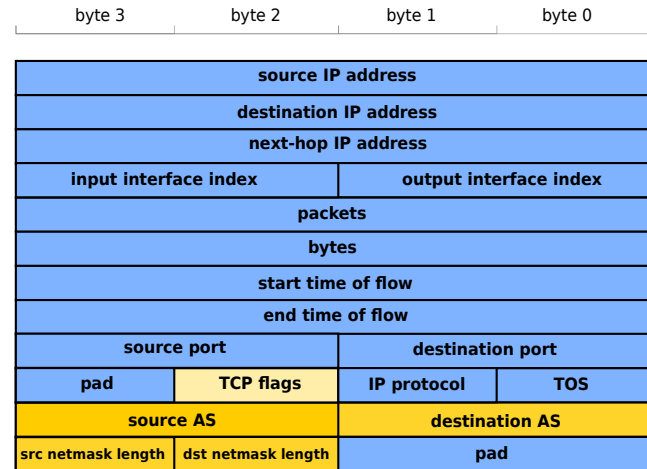 byte 3 byte 2 byte 1 byte 0
source IP address
destination IP address
next-hop IP address
input interface index output interface index
packets
bytes
start time of flow
end time of flow
source port destination port
pad TCP flags IP protocol TOS
source AS destination AS
src netmask length dst netmask length pad